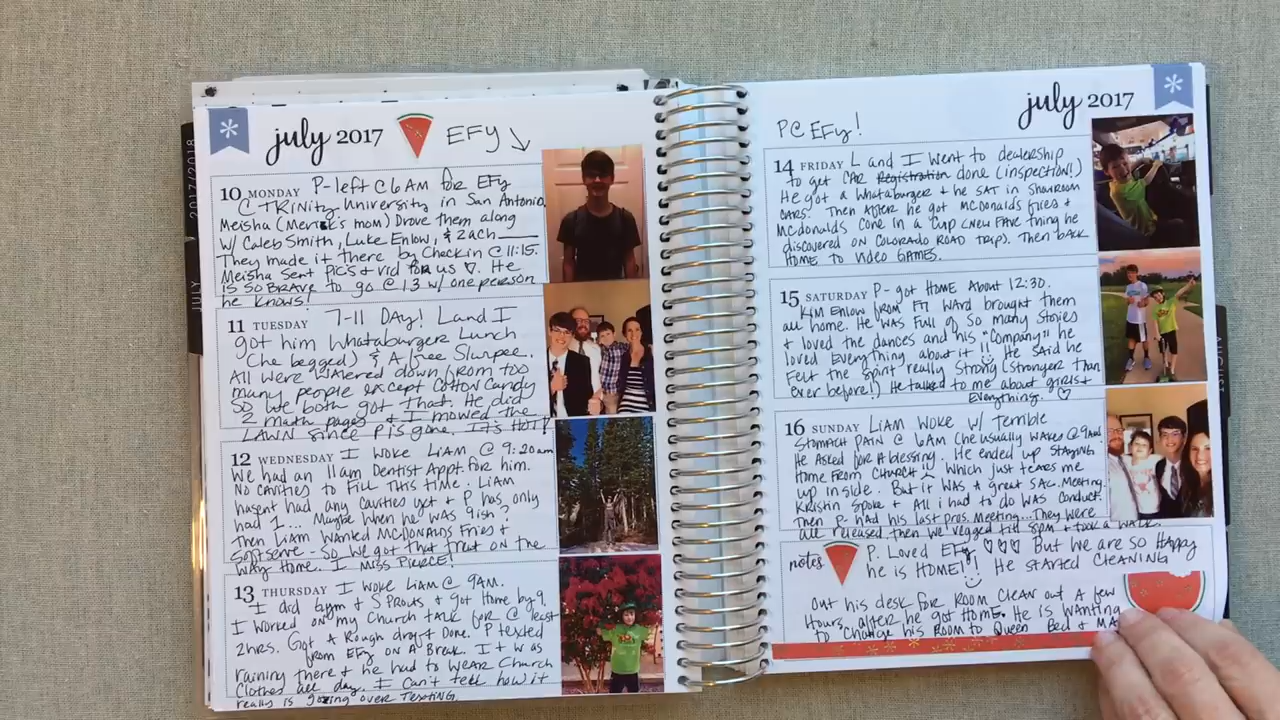 july 2017 EFY
10 MONDAY P-left @ 6AM for EFY
@ TRINity University in San Antonio.
Meisha (Merrick's mom) Drove them along
w/ Caleb Smith, Luke Enlow, & Zach
They made it there by Checkin @ 11:15.
Meisha Sent pics & vid for us ♡. He
is SO BRAVE to go @ 13 w/ one person
he knows!
11 TUESDAY 7-11 Day! L and I
got him Whataburger Lunch
(he begged) & A free Slurpee.
All were watered down from too
many people except Cotton Candy
So we both got that. He did
2 math pages & I mowed the
LAWN since P is gone. It's HOT!
12 WEDNESDAY I WOKE LiAM @ 9:20am
We had an 11am Dentist Appt. for him.
No cavities to Fill THIS TIME. LiAM
hasent had any cavities yet & P has only
had 1... Maybe when he was 9ish?
Then Liam Wanted McDONALDS Fries &
Softserve - So we got that treat on the
way home. I MISS PIERCE!
13 THURSDAY I WOKE LiAM @ 9AM.
I did Gym & SPROUTS & Got Home by 9.
I worked on my Church talk for @ least
2hrs. Got A Rough draft Done. P texted
from EFY on A Break. It was
raining there & he had to WEAR Church
Clothes all day. I can't tell how it
really is going over Texting.
july 2017
PC EFY!
14 FRIDAY L and I went to dealership
to get CAR Registration done (inspection!)
He got a Whataburger & he SAT in SHOWROOM
CARS. Then AFTER he got McDONALDS fries &
McDonalds Cone in a Cup (NEW FAVE thing he
discovered ON COLORADO ROAD TRIP). Then back
HOME to VIDEO GAMES.
15 SATURDAY P-got HOME About 12:30.
Kim Enlow from F7 Ward brought them
all home. He was Full of So Many Stories
& loved the dances and his "Company" he
loved Everything about it!! He said he
Felt the Spirit really Strong (stronger than
Ever before!) He talked to me about girls &
Everything. ♡
16 SUNDAY LiAM WOKE w/ Terrible
Stomach PAIN @ 6AM (he usually WAKES @ 9AM)
He Asked for A blessing. He ended up STAYING
Home From CHURCH. Which just tears me
up inside. But it WAS A great SAC. Meeting.
Kristin Spoke & All i had to do WAS Conduct.
Then P- had his last pres. Meeting... They were
all released then we vegged till 5pm & took a WALK.
notes P. Loved EFY ♡♡♡ But we are so Happy
he is HOME!! He started CLEANING
Out his desk for Room Clean out A few
Hours after he got HOME. He is Wanting
to Change his Room to Queen Bed &
JULY 2017/2018
AUGUST